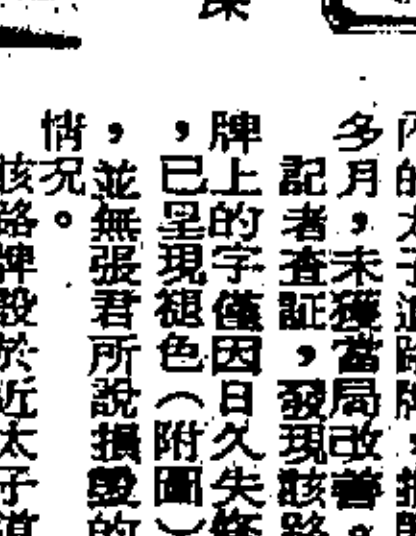 的太子道路牌，
多月，未獲當局改善。
記者查証，發現該路
牌上的字僅因日久失修
，已呈現褪色（附圖）
，並無張君所說損毀的
情况。
該路牌設於近太子道